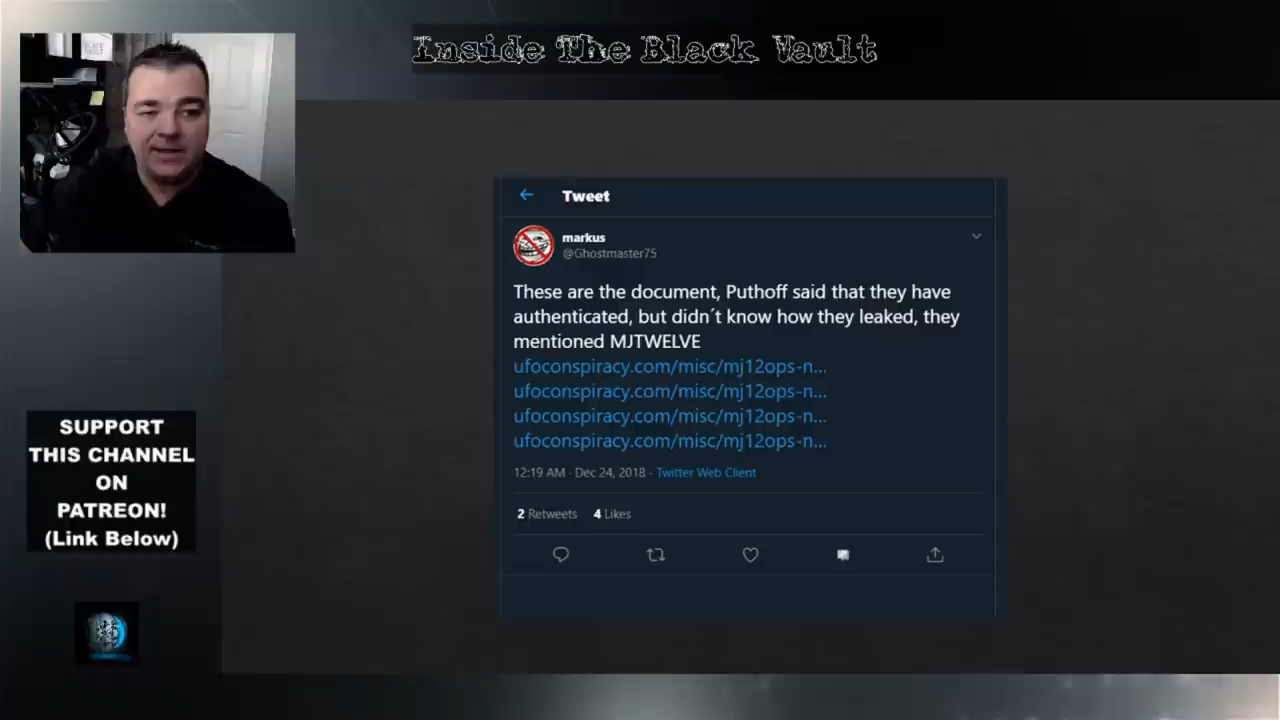 Inside The Black Vault
Tweet
markus
@Ghostmaster75
These are the document, Puthoff said that they have
authenticated, but didn´t know how they leaked, they
mentioned MJTWELVE
ufoconspiracy.com/misc/mj12ops-n...
ufoconspiracy.com/misc/mj12ops-n...
ufoconspiracy.com/misc/mj12ops-n...
ufoconspiracy.com/misc/mj12ops-n...
12:19 AM · Dec 24, 2018 · Twitter Web Client
2 Retweets 4 Likes
SUPPORT
THIS CHANNEL
ON
PATREON!
(Link Below)